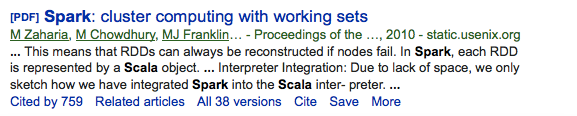 [PDF] Spark: cluster computing with working sets
M Zaharia, M Chowdhury, MJ Franklin… - Proceedings of the …, 2010 - static.usenix.org
... This means that RDDs can always be reconstructed if nodes fail. In Spark, each RDD
is represented by a Scala object. ... Interpreter Integration: Due to lack of space, we only
sketch how we have integrated Spark into the Scala inter- preter. ...
Cited by 759 Related articles All 38 versions Cite Save More